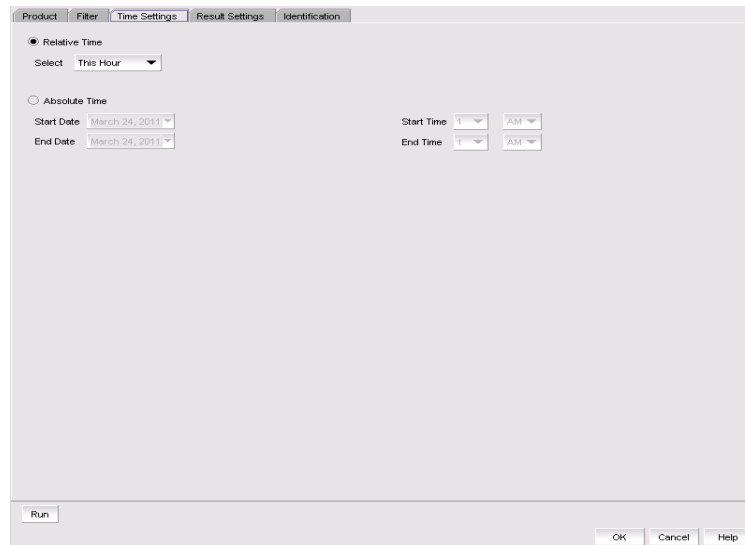 Product Filter Time Settings Result Settings Identification
Relative Time
Select This Hour
Absolute Time
Start Date March 24, 2011 Start Time 1 AM
End Date March 24, 2011 End Time 1 AM
Run
OK Cancel Help